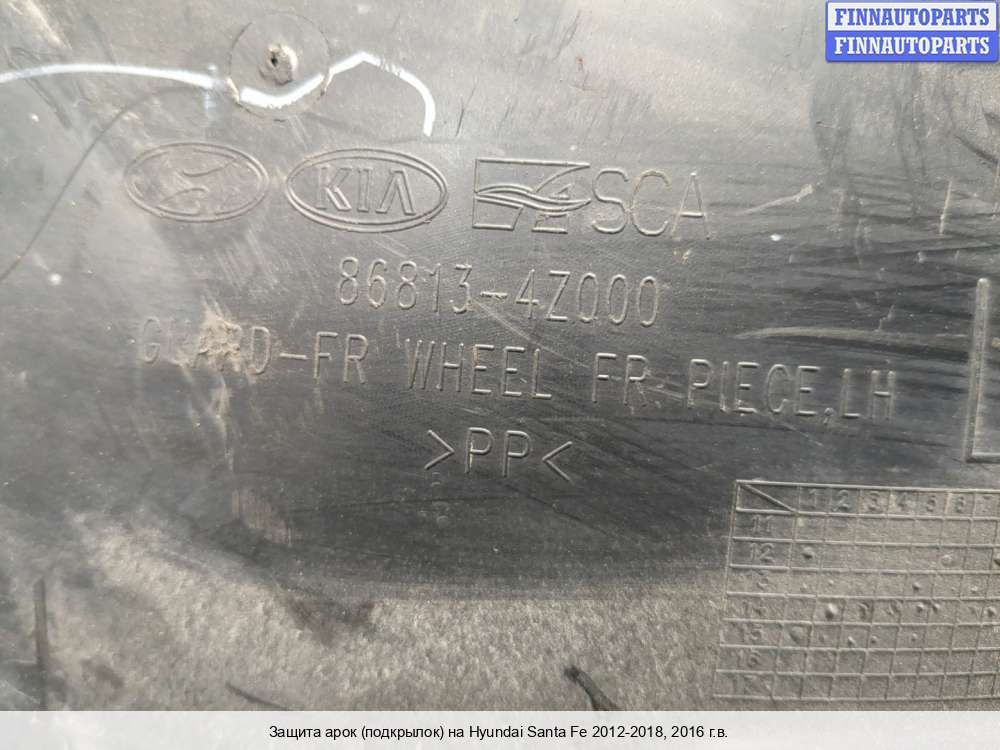 FINNAUTOPARTS
FINNAUTOPARTS
KIA SCA
86813-4Z000
GUARD-FR WHEEL FR PIECE, LH
>PP<
1 2 3 4 5 6
11
12
14
15
16
Защита арок (подкрылок) на Hyundai Santa Fe 2012-2018, 2016 г.в.